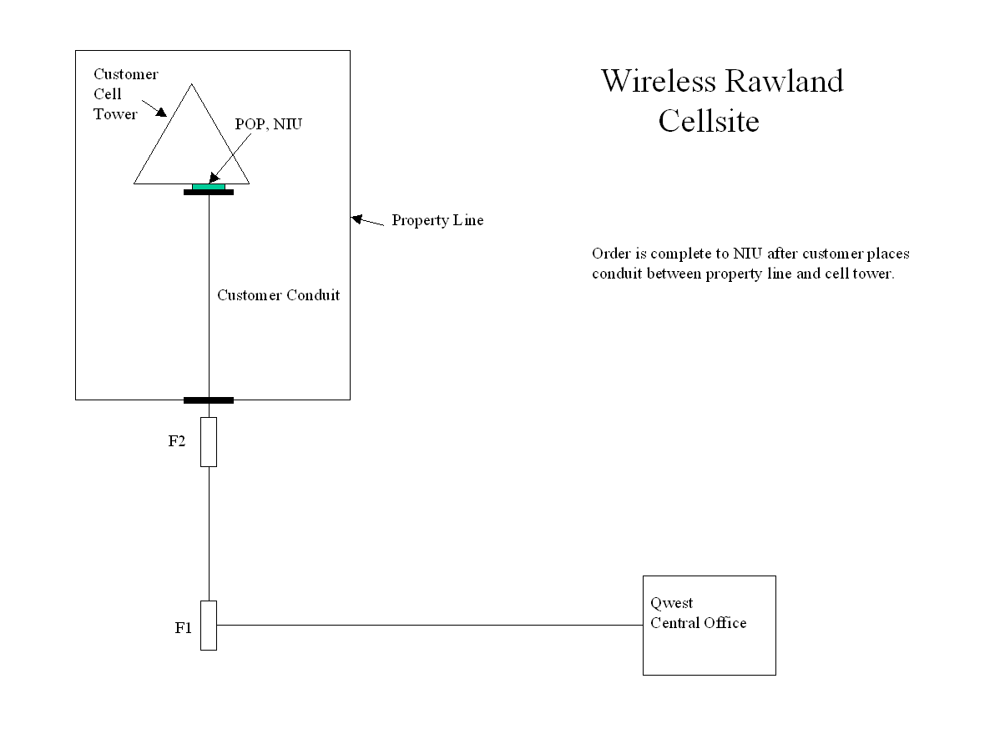 Wireless Rawland
Cellsite
Customer
Cell
Tower
POP, NIU
Property Line
Order is complete to NIU after customer places
conduit between property line and cell tower.
Customer Conduit
F2
F1
Qwest
Central Office